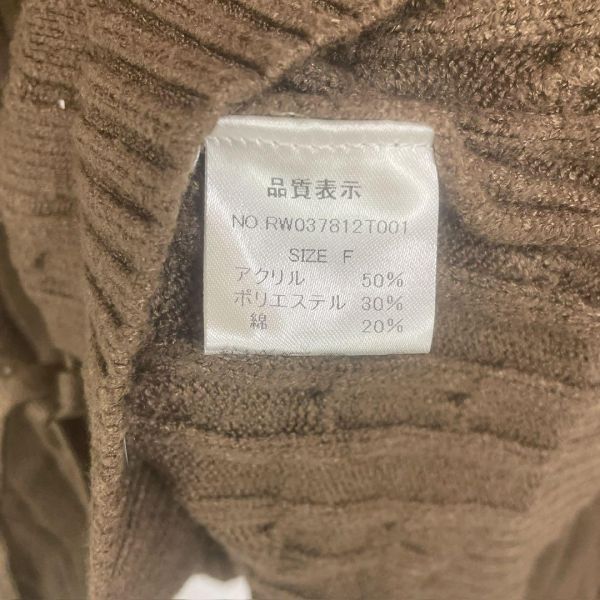 品質表示
NO.RW037812T001
SIZE F
アクリル 50%
ポリエステル 30%
綿 20%